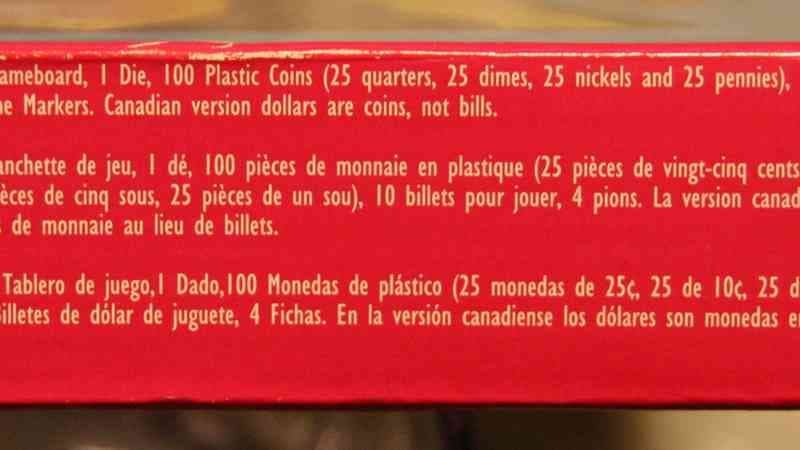 ameboard, 1 Die, 100 Plastic Coins (25 quarters, 25 dimes, 25 nickels and 25 pennies),
e Markers. Canadian version dollars are coins, not bills.
anchette de jeu, 1 dé, 100 pièces de monnaie en plastique (25 pièces de vingt-cinq cents
èces de cinq sous, 25 pièces de un sou), 10 billets pour jouer, 4 pions. La version canad
s de monnaie au lieu de billets.
Tablero de juego,1 Dado,100 Monedas de plástico (25 monedas de 25¢, 25 de 10¢, 25 d
illetes de dólar de juguete, 4 Fichas. En la versión canadiense los dólares son monedas e